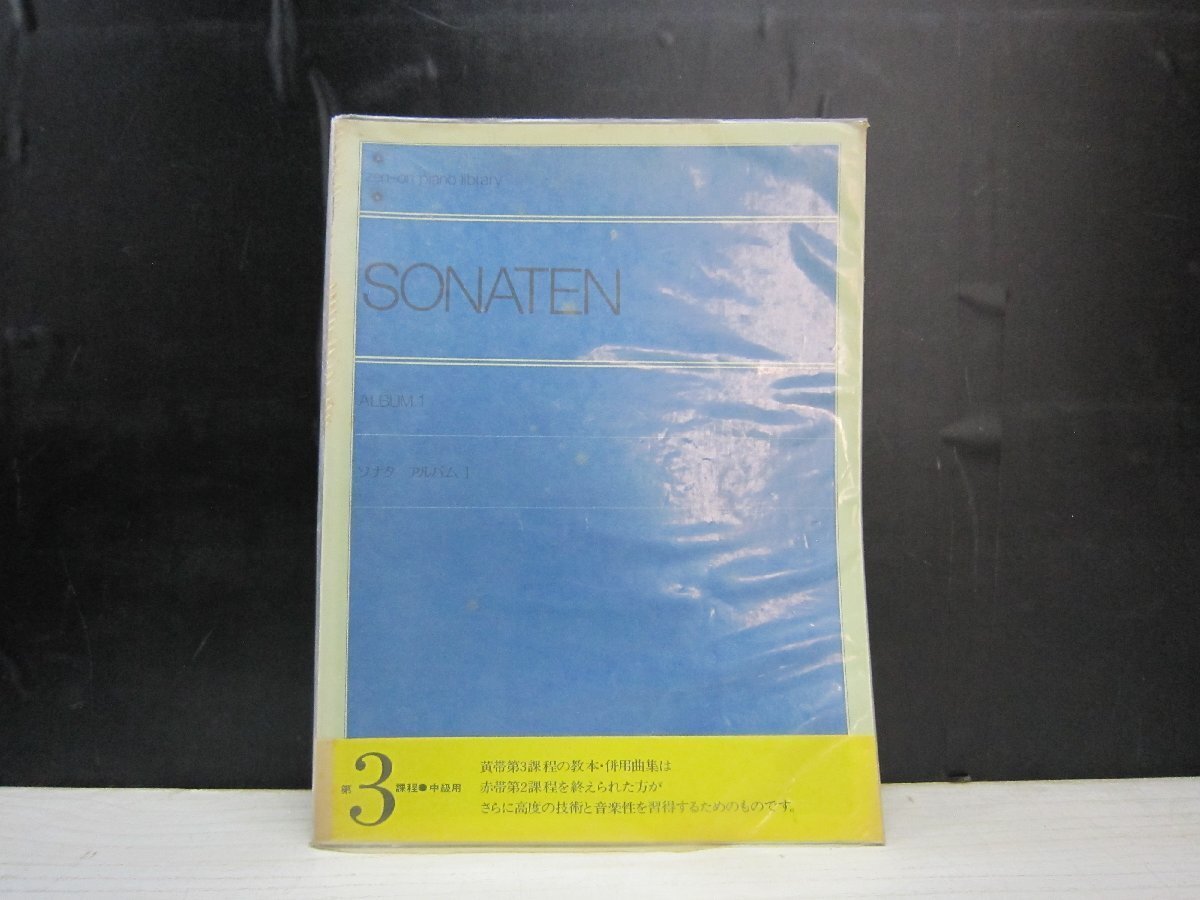 zen-on piano library
SONATEN
ALBUM.1
ソナタ アルバム 1
第3課程●中級用
黄帯第3課程の教本・併用曲集は
赤帯第2課程を終えられた方が
さらに高度の技術と音楽性を習得するためのものです。